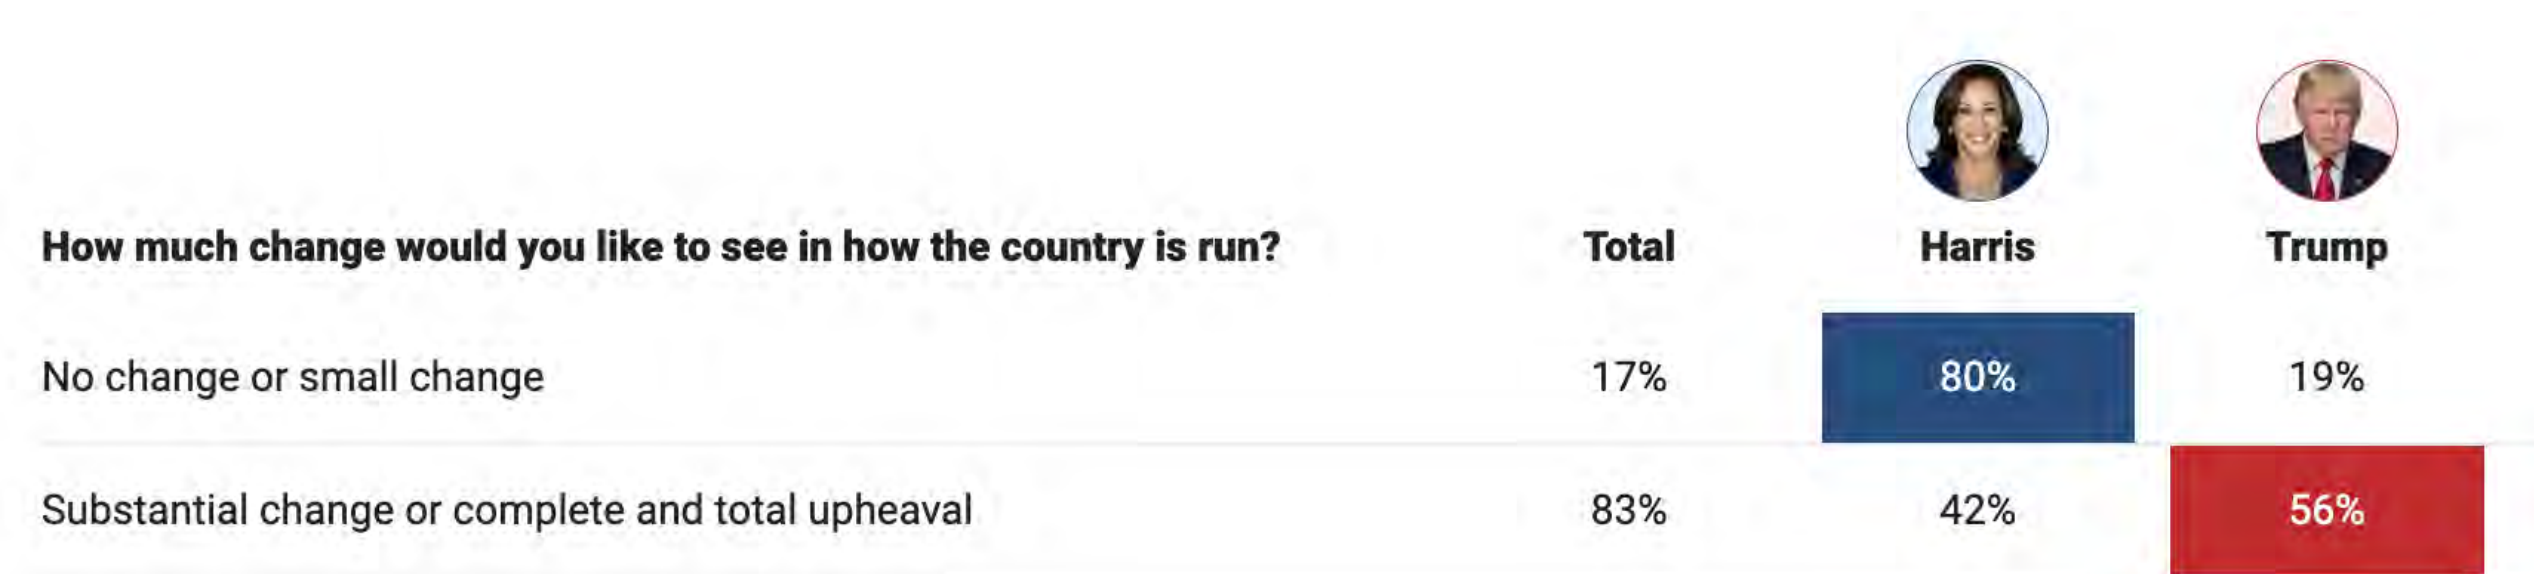 How much change would you like to see in how the country is run? Total Harris Trump
No change or small change 17% 80% 19%
Substantial change or complete and total upheaval 83% 42% 56%